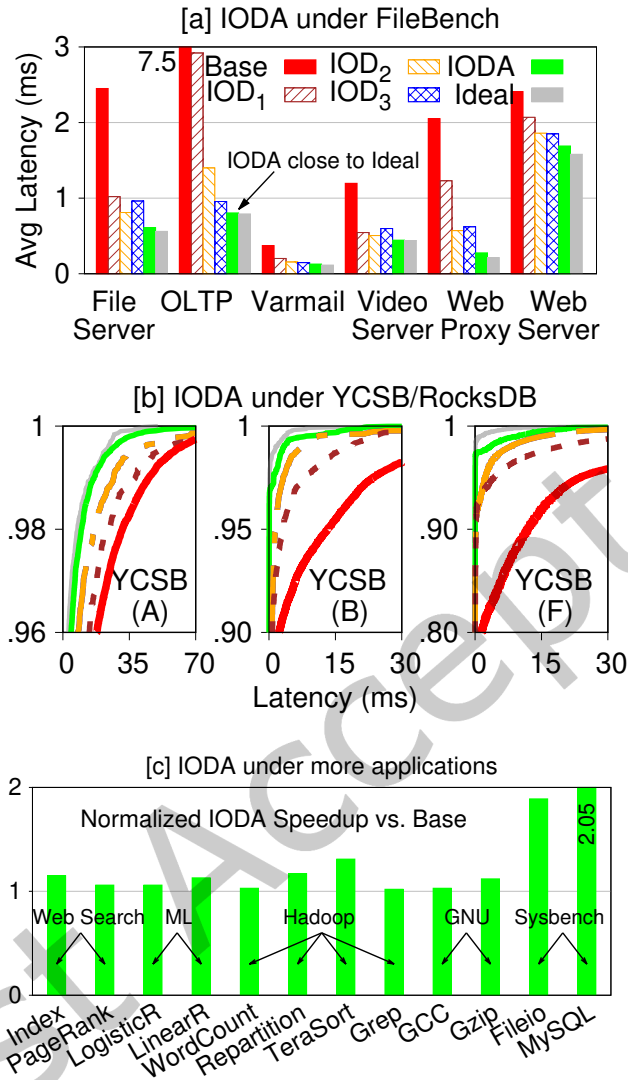 [a] IODA under FileBench
Avg Latency (ms)
3
2
1
0
7.5
Base IOD2 IODA
IOD1 IOD3 Ideal
IODA close to Ideal
File Server
OLTP
Varmail
Video Server
Web Proxy
Web Server
[b] IODA under YCSB/RocksDB
1
.98
.96
YCSB
(A)
0 35 70
1
.95
.90
YCSB
(B)
0 15 30
1
.90
.80
YCSB
(F)
0 15 30
Latency (ms)
[c] IODA under more applications
2
1
0
Normalized IODA Speedup vs. Base
2.05
Web Search ML Hadoop GNU Sysbench
Index
PageRank
LogisticR
LinearR
WordCount
Repartition
TeraSort
Grep
GCC
Gzip
Fileio
MySQL
st Accept